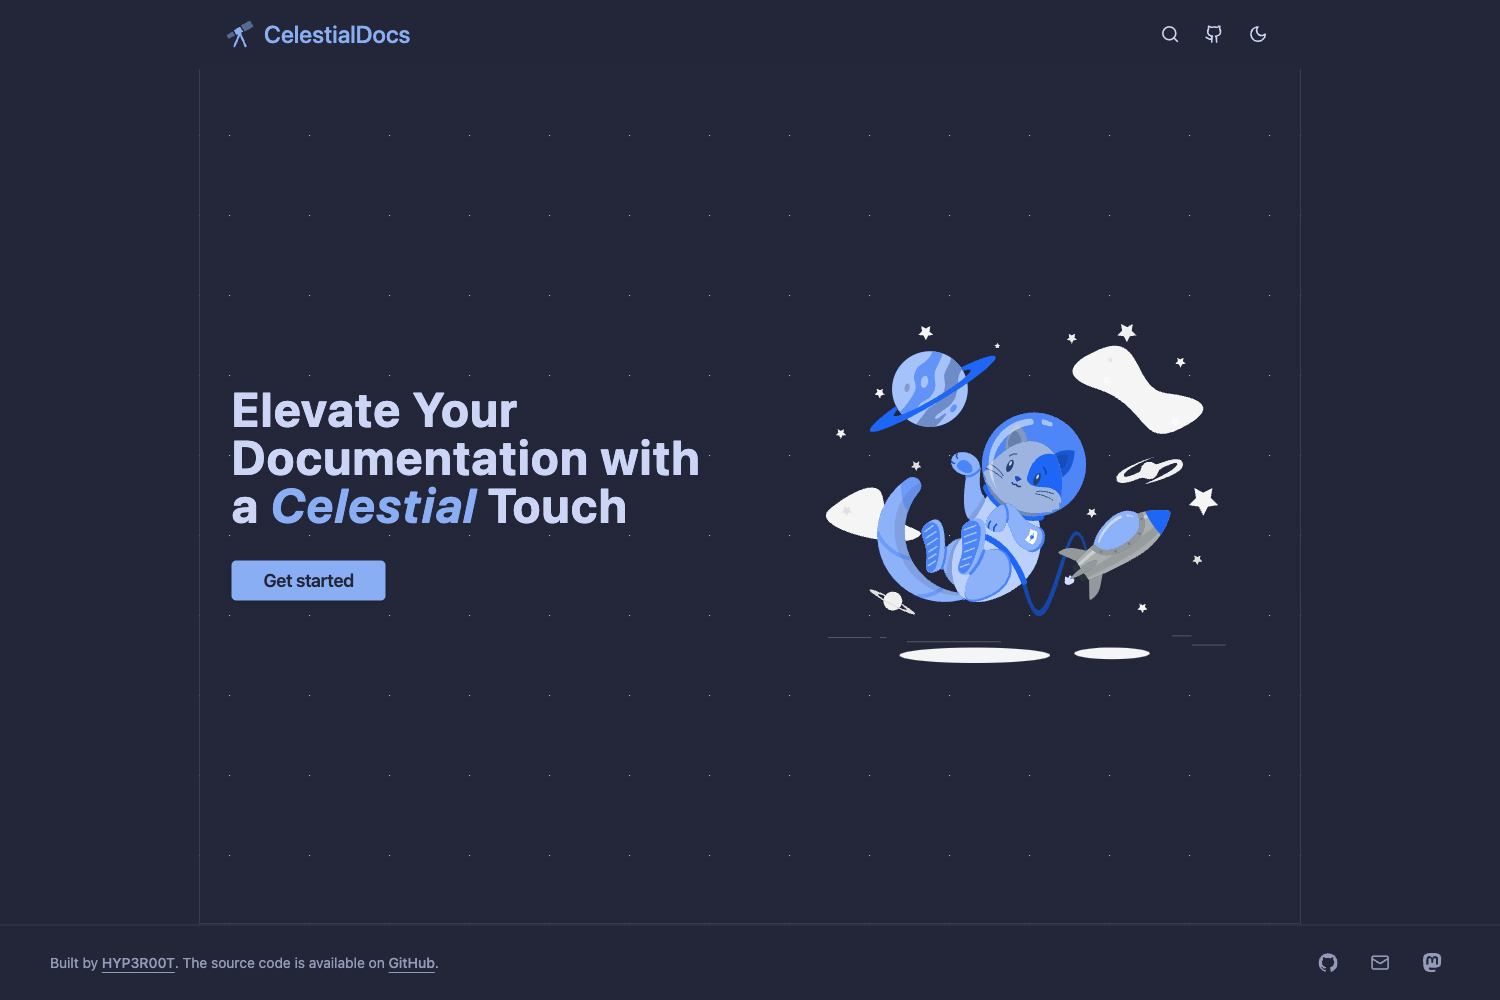 CelestialDocs
Elevate Your
Documentation with
a Celestial Touch
Get started
Built by HYP3R00T. The source code is available on GitHub.